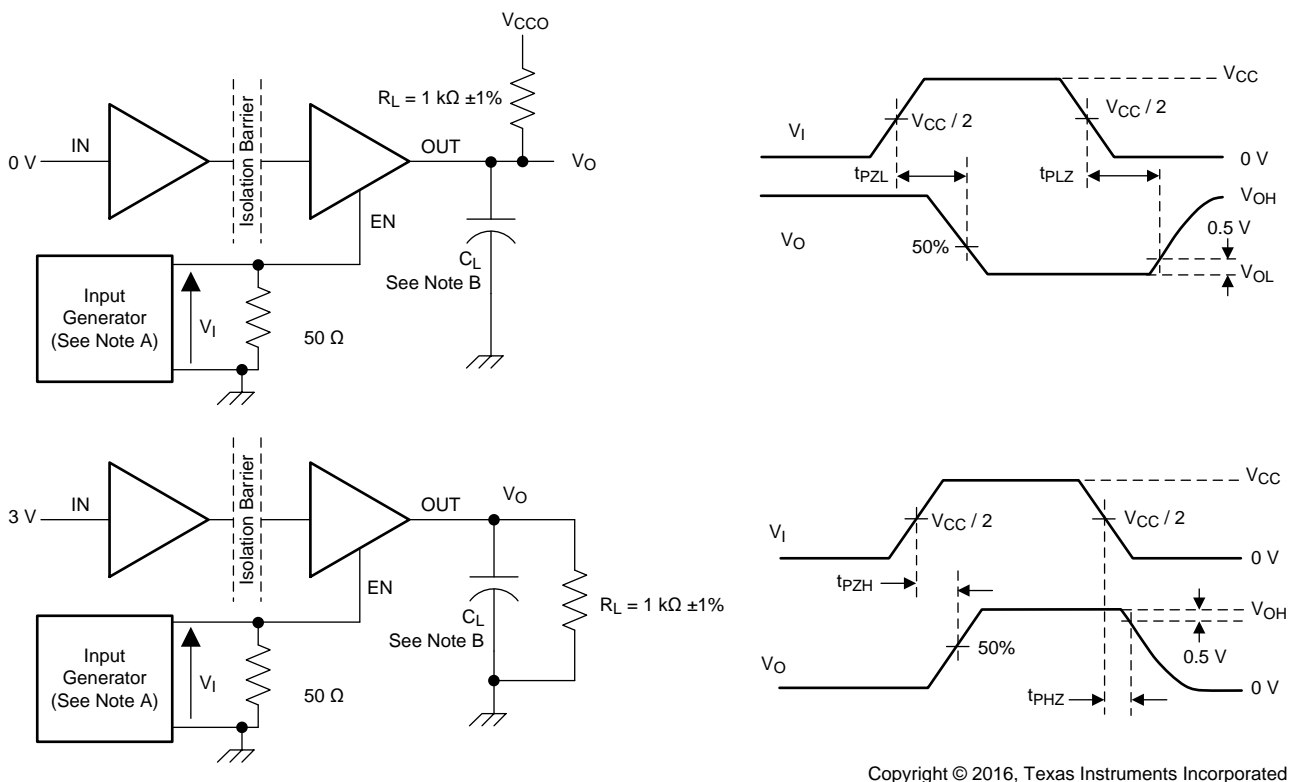 VCCO
RL = 1 kΩ ±1%
Isolation Barrier
IN
OUT
0 V
VO
EN
CL
See Note B
Input
Generator
(See Note A)
VI
50 Ω
VCC
VCC / 2
VCC / 2
VI
0 V
tPZL
tPLZ
VOH
0.5 V
VO
50%
VOL
Isolation Barrier
IN
OUT
VO
3 V
EN
CL
See Note B
RL = 1 kΩ ±1%
Input
Generator
(See Note A)
VI
50 Ω
VCC
VCC / 2
VCC / 2
VI
0 V
tPZH
VOH
0.5 V
50%
VO
0 V
tPHZ
Copyright © 2016, Texas Instruments Incorporated